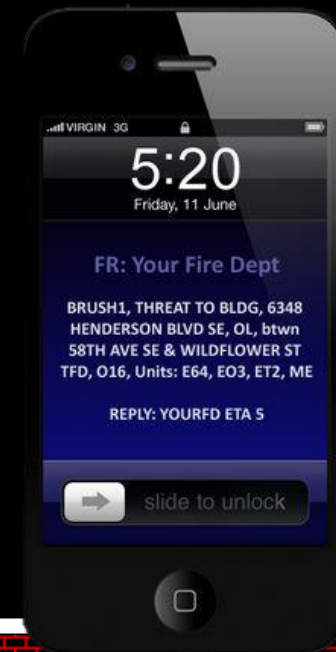 VIRGIN 3G
5:20
Friday, 11 June
FR: Your Fire Dept
BRUSH1, THREAT TO BLDG, 6348
HENDERSON BLVD SE, OL, btwn
58TH AVE SE & WILDFLOWER ST
TFD, O16, Units: E64, EO3, ET2, ME
REPLY: YOURFD ETA 5
slide to unlock